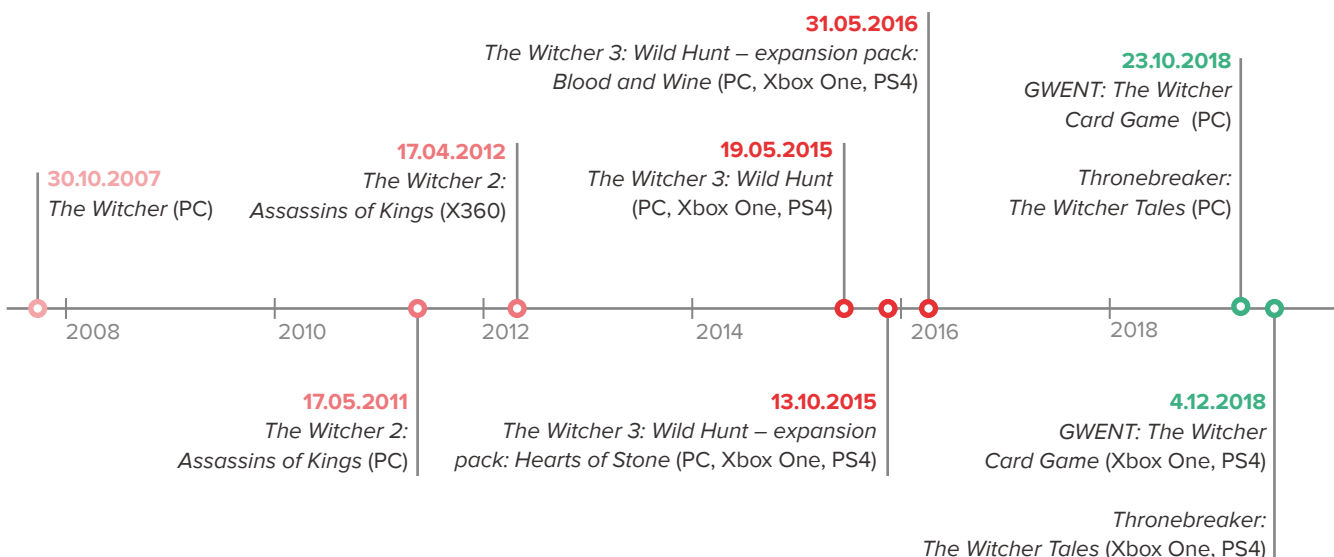 31.05.2016
The Witcher 3: Wild Hunt – expansion pack:
Blood and Wine (PC, Xbox One, PS4)
23.10.2018
GWENT: The Witcher
Card Game (PC)
Thronebreaker:
The Witcher Tales (PC)
17.04.2012
The Witcher 2:
Assassins of Kings (X360)
19.05.2015
The Witcher 3: Wild Hunt
(PC, Xbox One, PS4)
30.10.2007
The Witcher (PC)
2008
2010
2012
2014
2016
2018
17.05.2011
The Witcher 2:
Assassins of Kings (PC)
13.10.2015
The Witcher 3: Wild Hunt – expansion
pack: Hearts of Stone (PC, Xbox One, PS4)
4.12.2018
GWENT: The Witcher
Card Game (Xbox One, PS4)
Thronebreaker:
The Witcher Tales (Xbox One, PS4)